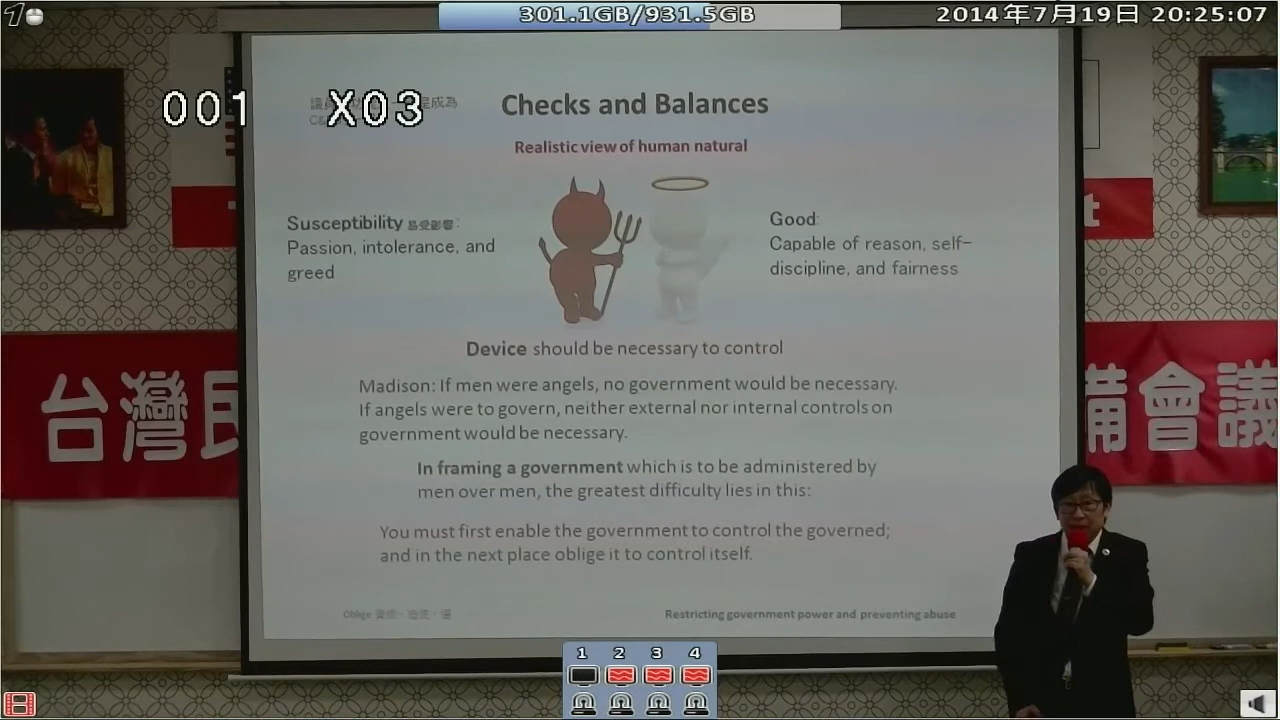 301.1GB/931.5GB
2014年7月19日 20:25:07
001 X03
成為
Checks and Balances
Realistic view of human natural
Susceptibility 易受影響:
Passion, intolerance, and
greed
Good:
Capable of reason, self-
discipline, and fairness
t
Device should be necessary to control
Madison: If men were angels, no government would be necessary.
If angels were to govern, neither external nor internal controls on
government would be necessary.
In framing a government which is to be administered by
men over men, the greatest difficulty lies in this:
You must first enable the government to control the governed;
and in the next place oblige it to control itself.
Oblige
Restricting government power and preventing abuse
台灣民
備會議
1 2 3 4